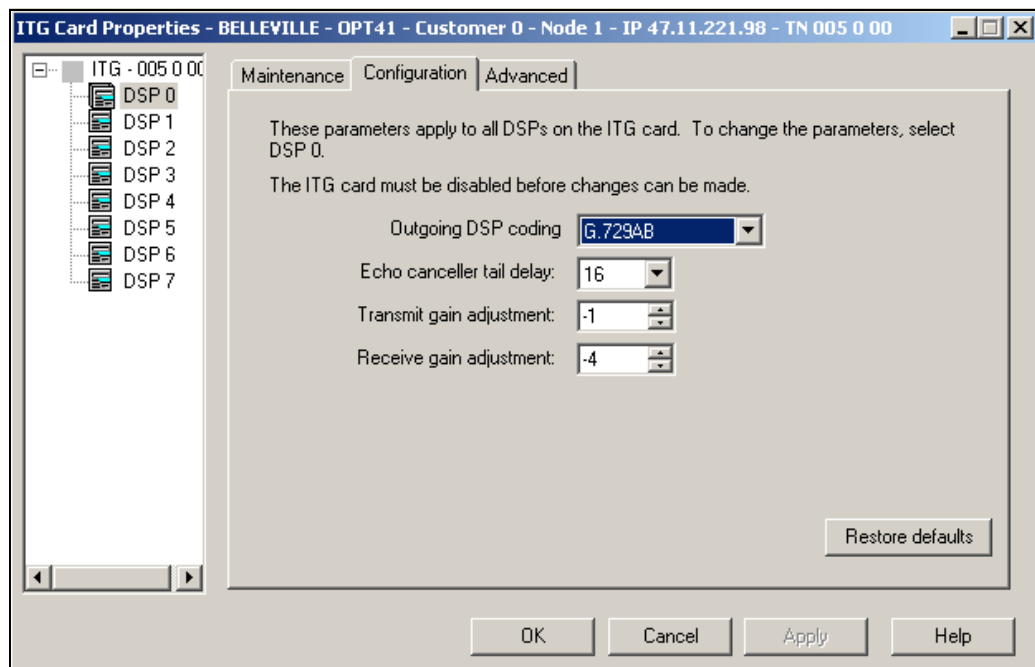 ITG Card Properties - BELLEVILLE - OPT41 - Customer 0 - Node 1 - IP 47.11.221.98 - TN 005 0 00
ITG - 005 0 00
DSP 0
DSP 1
DSP 2
DSP 3
DSP 4
DSP 5
DSP 6
DSP 7
Maintenance
Configuration
Advanced
These parameters apply to all DSPs on the ITG card. To change the parameters, select
DSP 0.
The ITG card must be disabled before changes can be made.
Outgoing DSP coding
G.729AB
Echo canceller tail delay:
16
Transmit gain adjustment:
-1
Receive gain adjustment:
-4
Restore defaults
OK
Cancel
Apply
Help